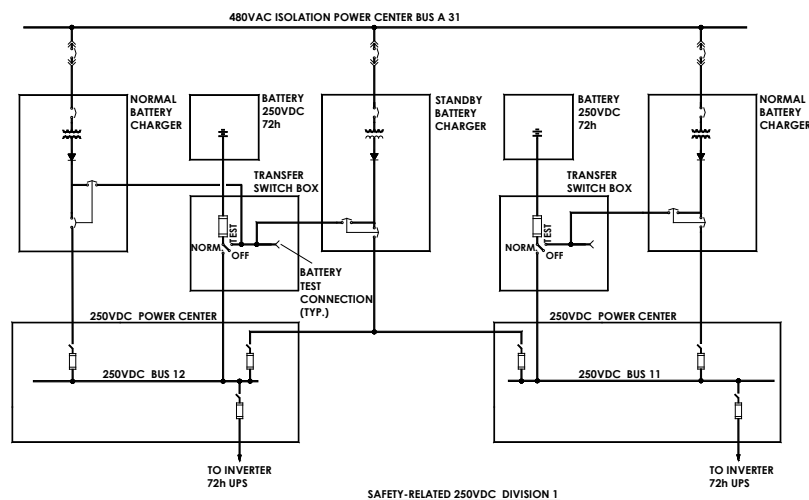 480VAC ISOLATION POWER CENTER BUS A 31
NORMAL
BATTERY
CHARGER
BATTERY
250VDC
72h
STANDBY
BATTERY
CHARGER
BATTERY
250VDC
72h
NORMAL
BATTERY
CHARGER
TRANSFER
SWITCH BOX
TRANSFER
SWITCH BOX
TEST
NORM.
OFF
TEST
NORM.
OFF
BATTERY
TEST
CONNECTION
(TYP.)
250VDC POWER CENTER
250VDC POWER CENTER
250VDC BUS 12
250VDC BUS 11
TO INVERTER
72h UPS
TO INVERTER
72h UPS
SAFETY-RELATED 250VDC DIVISION 1